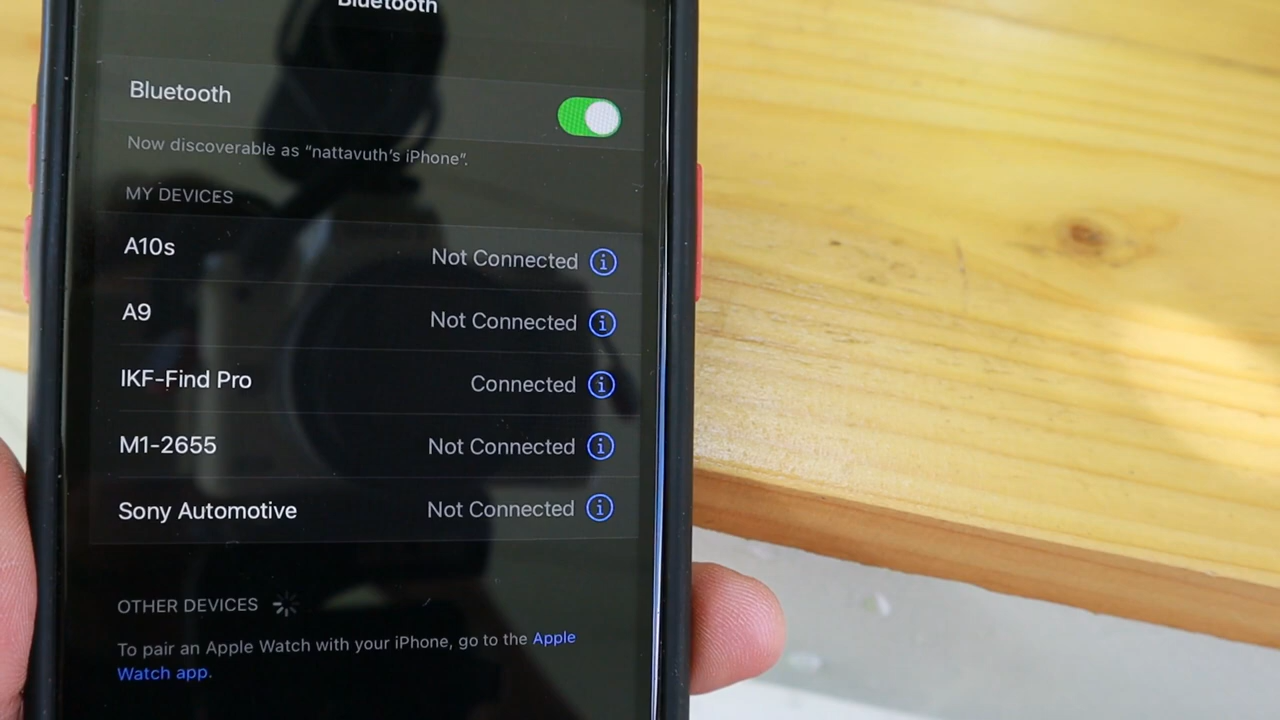 Bluetooth
Bluetooth
Now discoverable as “nattavuth’s iPhone”.
MY DEVICES
A10s Not Connected
A9 Not Connected
IKF-Find Pro Connected
M1-2655 Not Connected
Sony Automotive Not Connected
OTHER DEVICES
To pair an Apple Watch with your iPhone, go to the Apple
Watch app.